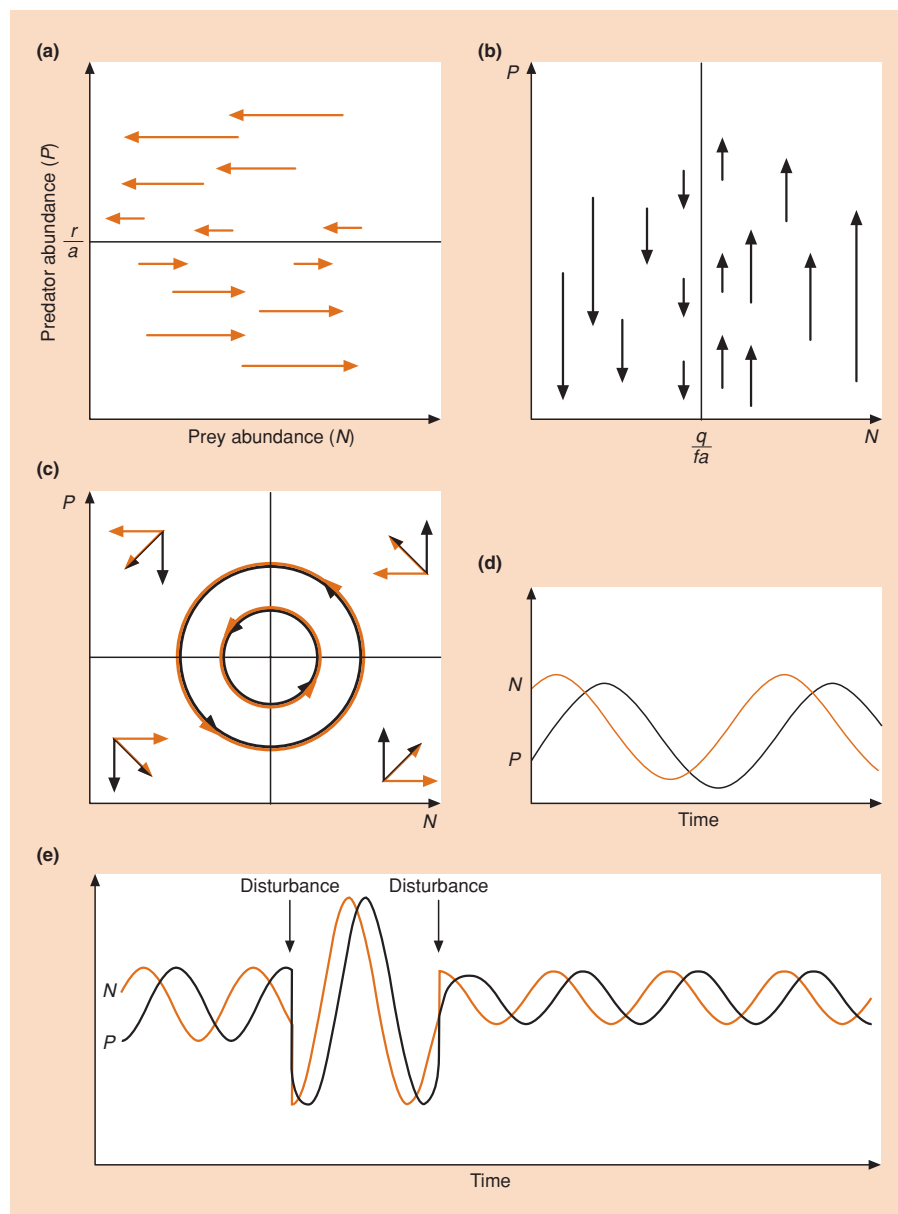 (a)
Predator abundance (P)
r
a
Prey abundance (N)
(b)
P
q
fa
N
(c)
P
N
(d)
N
P
Time
(e)
Disturbance
Disturbance
N
P
Time